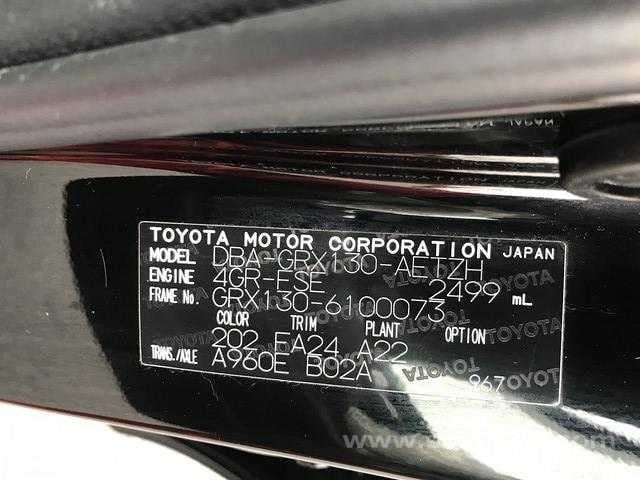 TOYOTA MOTOR CORPORATION JAPAN
MODEL DBA-GRX130-AETZH
ENGINE 4GR-FSE 2499 mL
FRAME No. GRX130-6100073
COLOR TRIM PLANT OPTION
202 FA24 A22
TRANS./AXLE A960E B02A
967